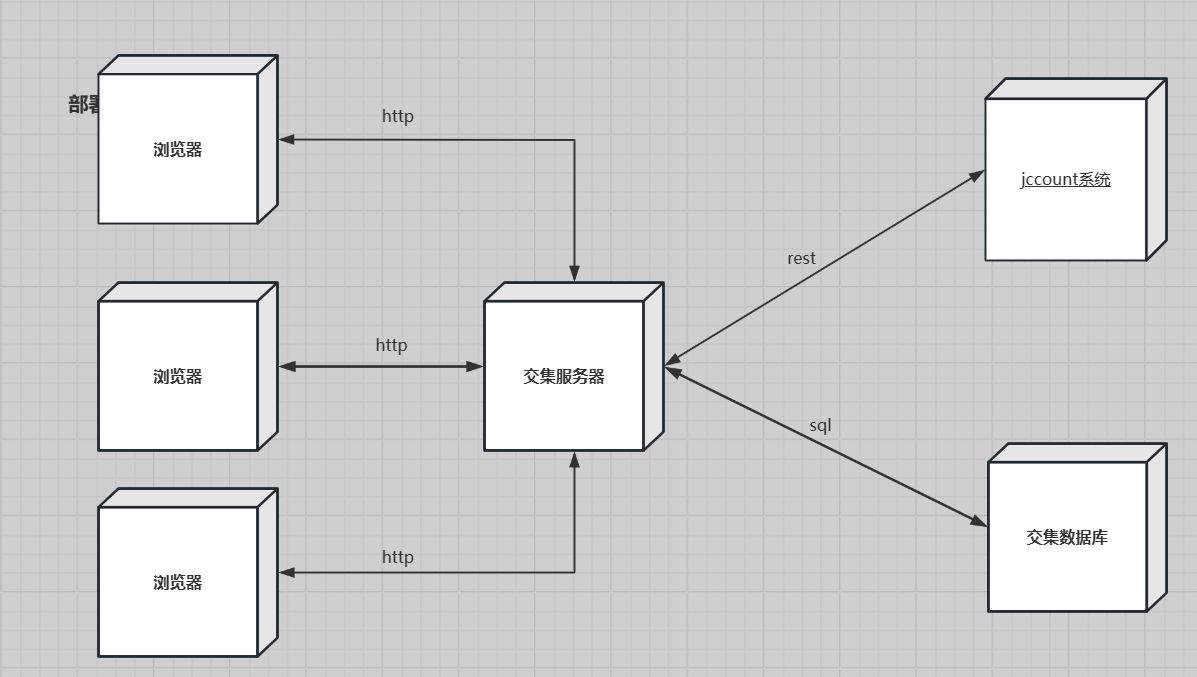 部署
浏览器
http
jccount系统
rest
浏览器
http
交集服务器
sql
交集数据库
http
浏览器